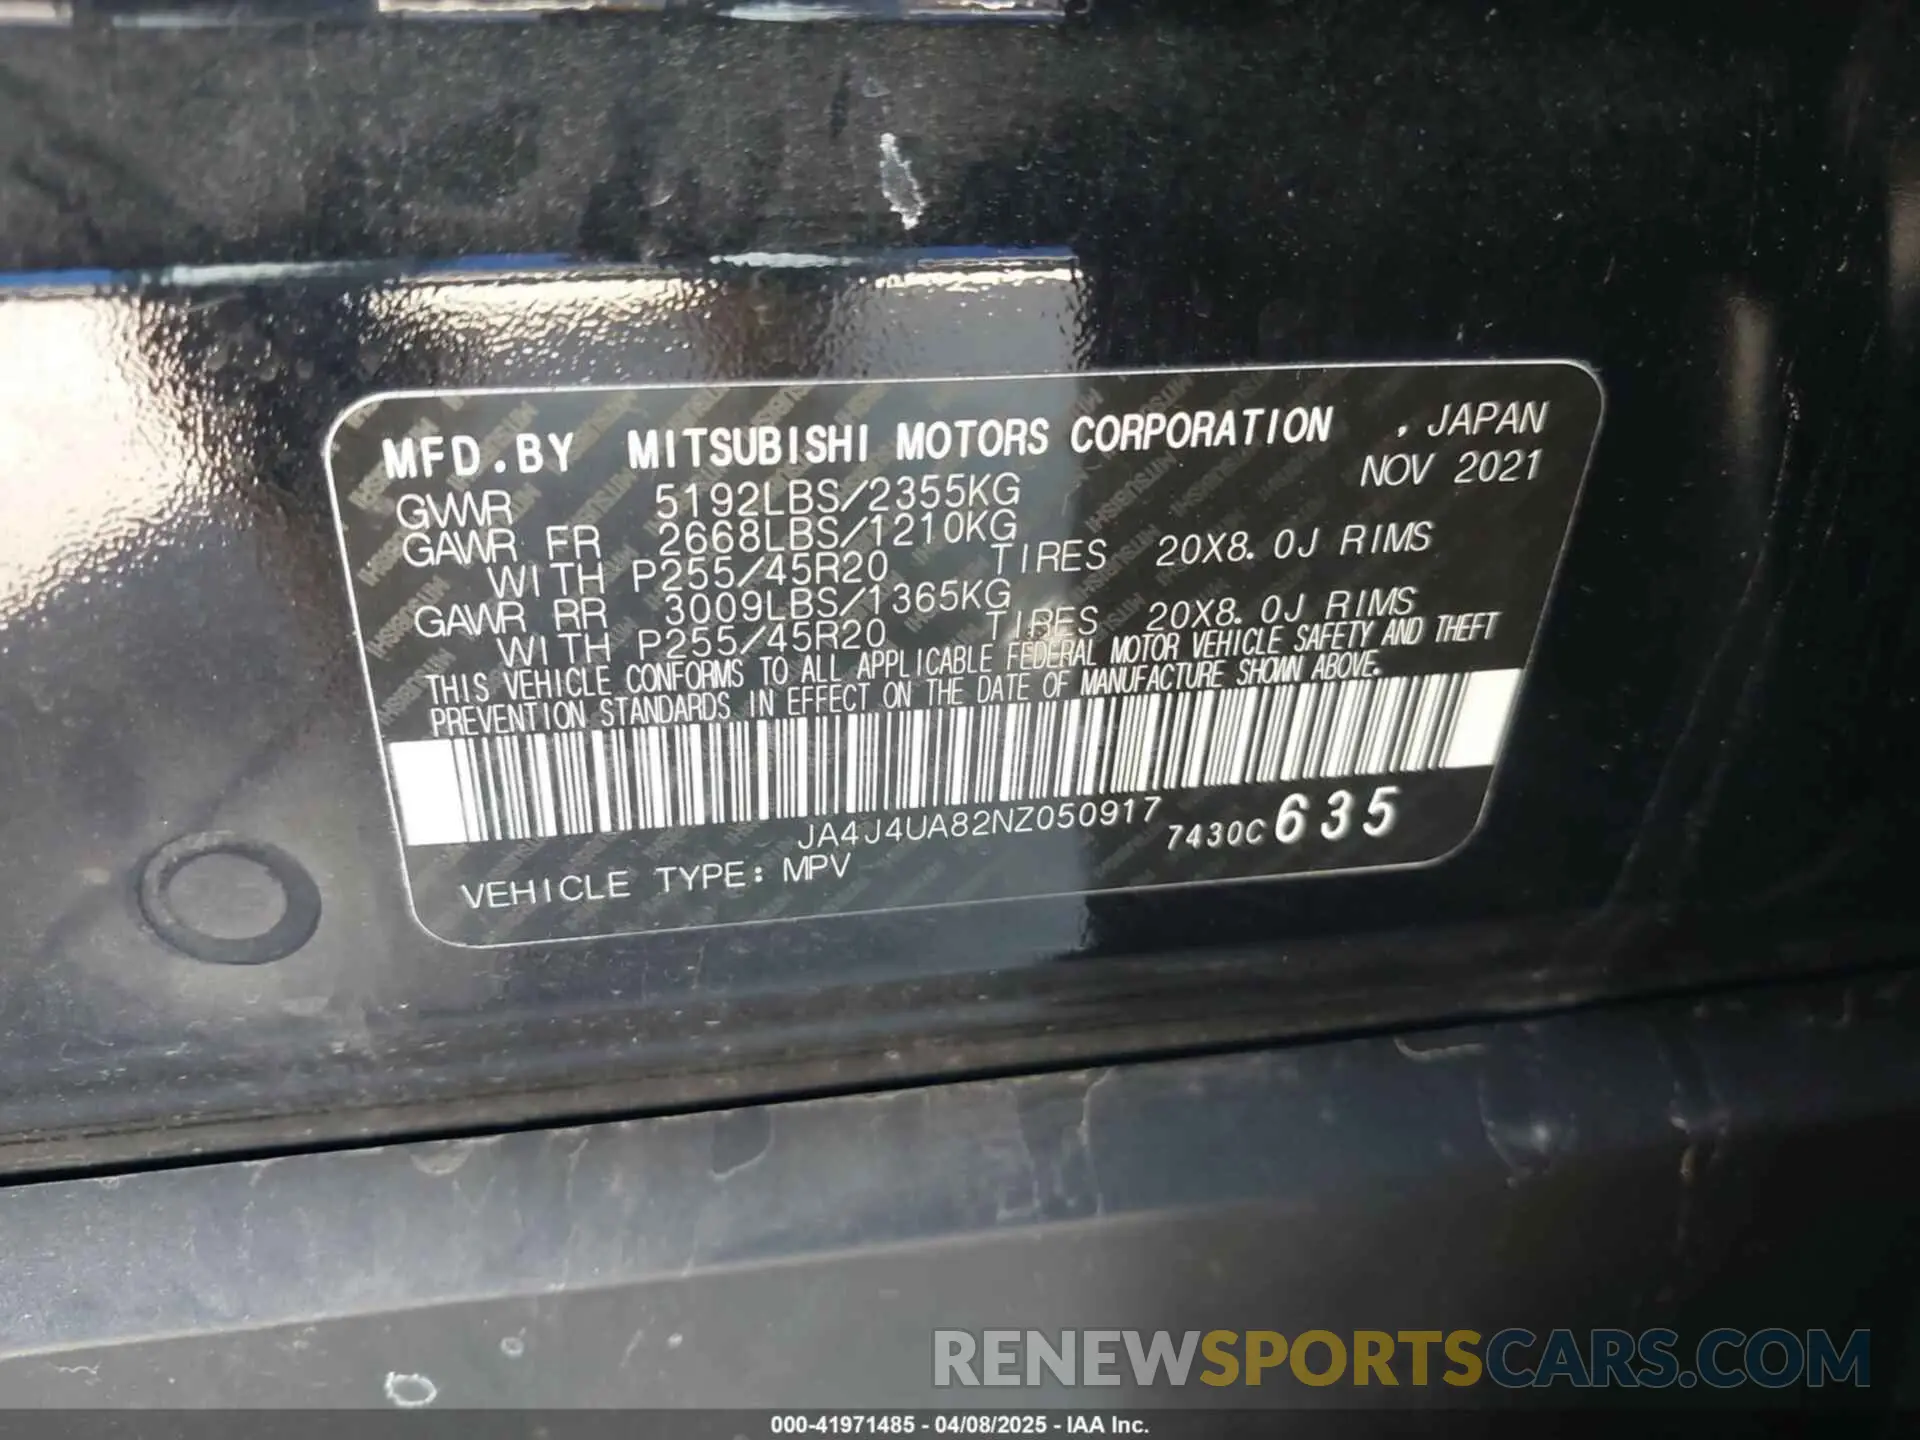 MFD.BY MITSUBISHI MOTORS CORPORATION , JAPAN
NOV 2021
GVWR 5192LBS/2355KG
GAWR FR 2668LBS/1210KG
WITH P255/45R20 TIRES 20X8.0J RIMS
GAWR RR 3009LBS/1365KG
WITH P255/45R20 TIRES 20X8.0J RIMS
THIS VEHICLE CONFORMS TO ALL APPLICABLE FEDERAL MOTOR VEHICLE SAFETY AND THEFT
PREVENTION STANDARDS IN EFFECT ON THE DATE OF MANUFACTURE SHOWN ABOVE.
JA4J4UA82NZ050917 7430C 635
VEHICLE TYPE: MPV
RENEWSPORTSCARS.COM
000-41971485 - 04/08/2025 - IAA Inc.